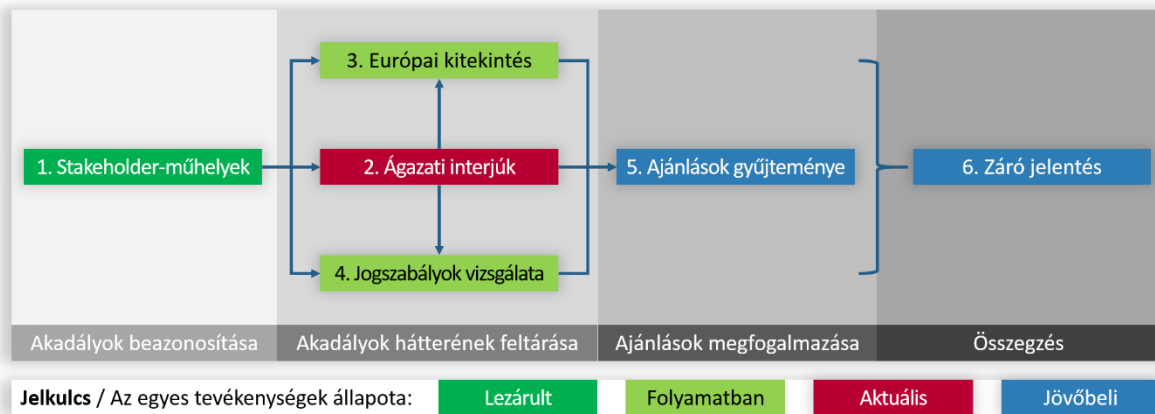 3. Európai kitekintés
1. Stakeholder-műhelyek
2. Ágazati interjúk
5. Ajánlások gyűjteménye
6. Záró jelentés
4. Jogszabályok vizsgálata
Akadályok beazonosítása
Akadályok hátterének feltárása
Ajánlások megfogalmazása
Összegzés
Jelkulcs / Az egyes tevékenységek állapota:
Lezárult
Folyamatban
Aktuális
Jövőbeli